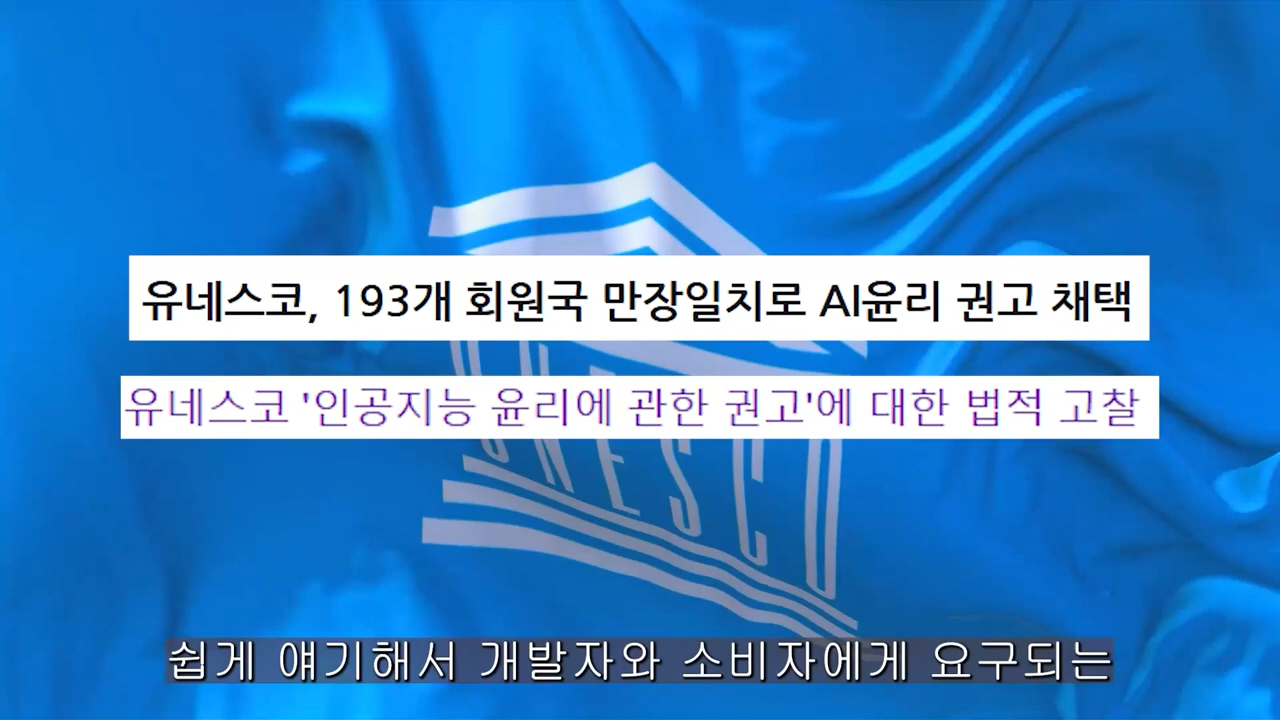 유네스코, 193개 회원국 만장일치로 AI윤리 권고 채택
유네스코 '인공지능 윤리에 관한 권고'에 대한 법적 고찰
UNESCO
쉽게 얘기해서 개발자와 소비자에게 요구되는